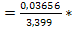 = 0,03656 / 3,399 *